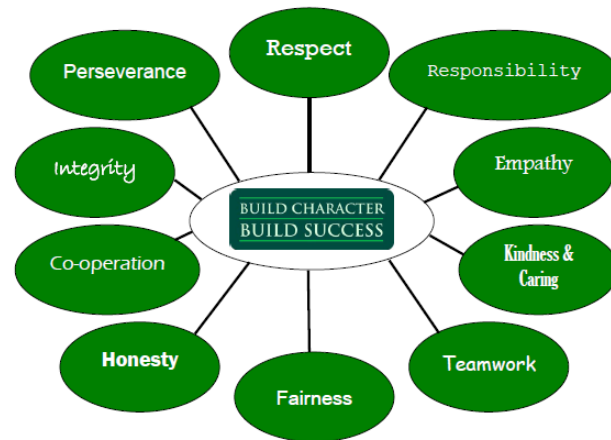 Respect
Perseverance
Responsibility
Integrity
Empathy
BUILD CHARACTER
BUILD SUCCESS
Co-operation
Kindness &
Caring
Honesty
Teamwork
Fairness